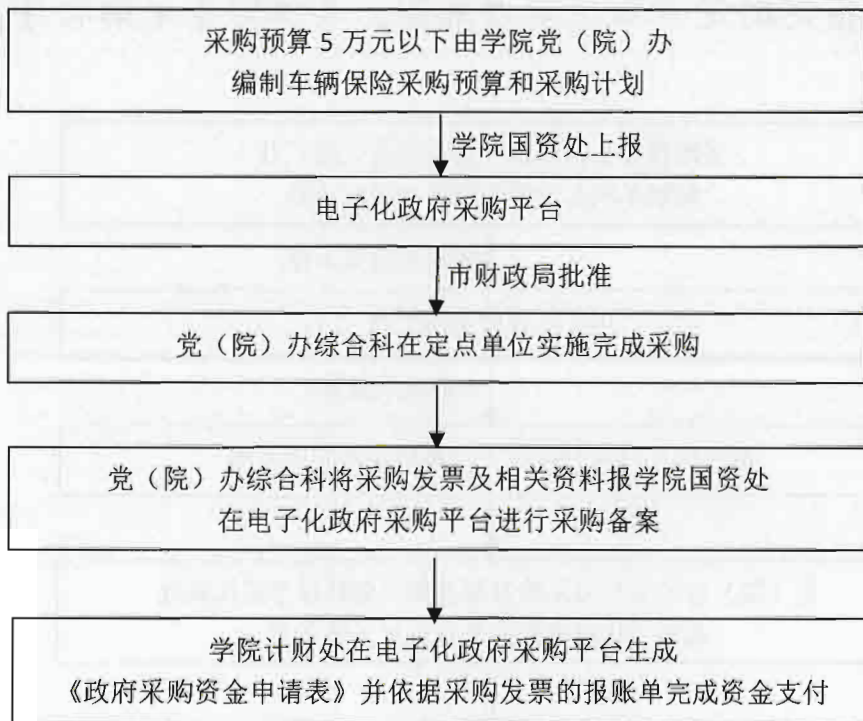 采购预算 5 万元以下由学院党（院）办
编制车辆保险采购预算和采购计划
学院国资处上报
电子化政府采购平台
市财政局批准
党（院）办综合科在定点单位实施完成采购
党（院）办综合科将采购发票及相关资料报学院国资处
在电子化政府采购平台进行采购备案
学院计财处在电子化政府采购平台生成
《政府采购资金申请表》并依据采购发票的报账单完成资金支付